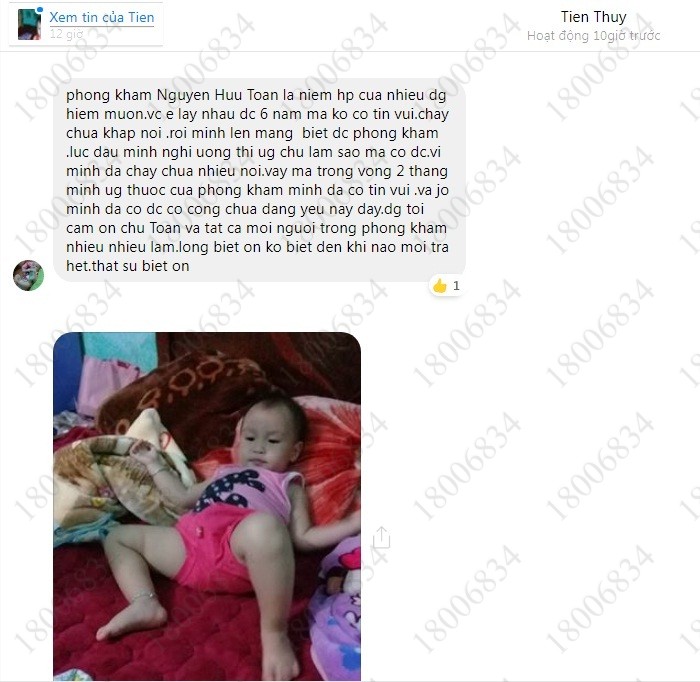 Xem tin của Tien
12 giờ
Tien Thuy
Hoạt động 10giờ trước
phong kham Nguyen Huu Toan la niem hp cua nhieu dg
hiem muon.vc e lay nhau dc 6 nam ma ko co tin vui.chay
chua khap noi .roi minh len mang biet dc phong kham
.luc dau minh nghi uong thi ug chu lam sao ma co dc.vi
minh da chay chua nhieu noi.vay ma trong vong 2 thang
minh ug thuoc cua phong kham minh da co tin vui .va jo
minh da co dc co cong chua dang yeu nay day.dg toi
cam on chu Toan va tat ca moi nguoi trong phong kham
nhieu nhieu lam.long biet on ko biet den khi nao moi tra
het.that su biet on
1
18006834